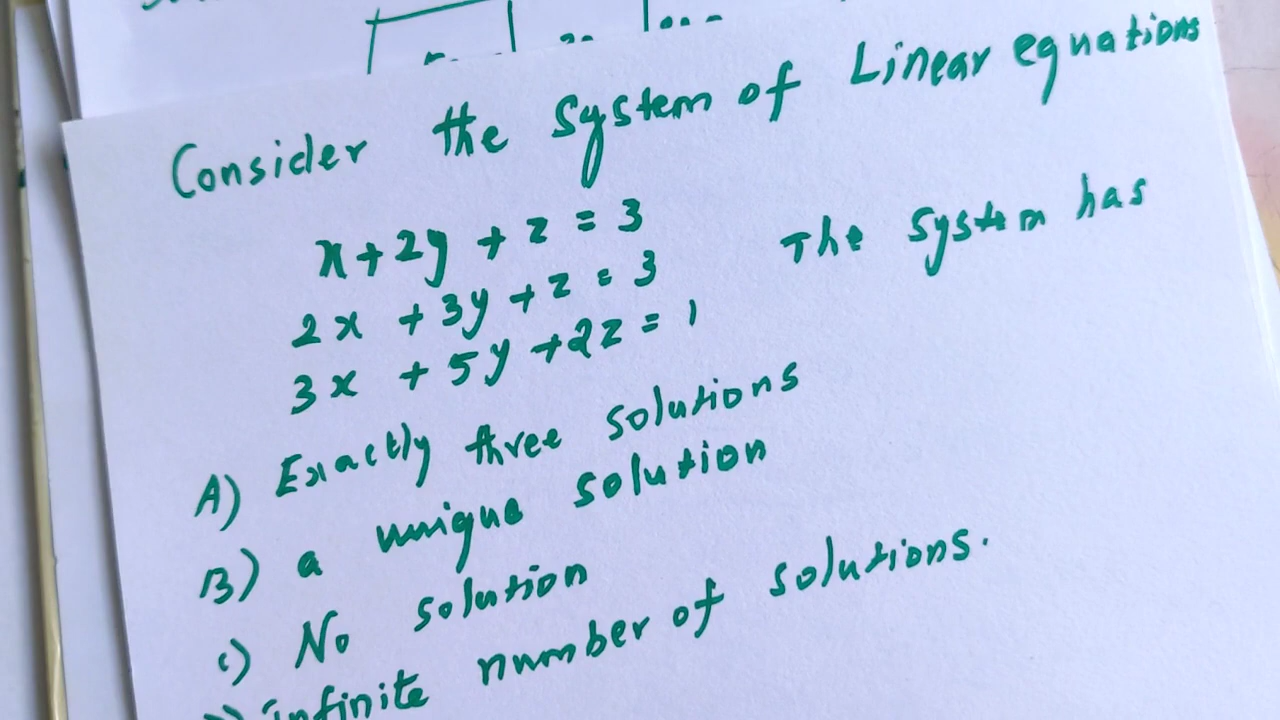 Consider the system of Linear equations
x+2y + z = 3
The system has
2x + 3y + z = 3
3x + 5y +2z = 1
A) Exactly three solutions
B) a unique solution
c) No solution
infinite number of solutions.